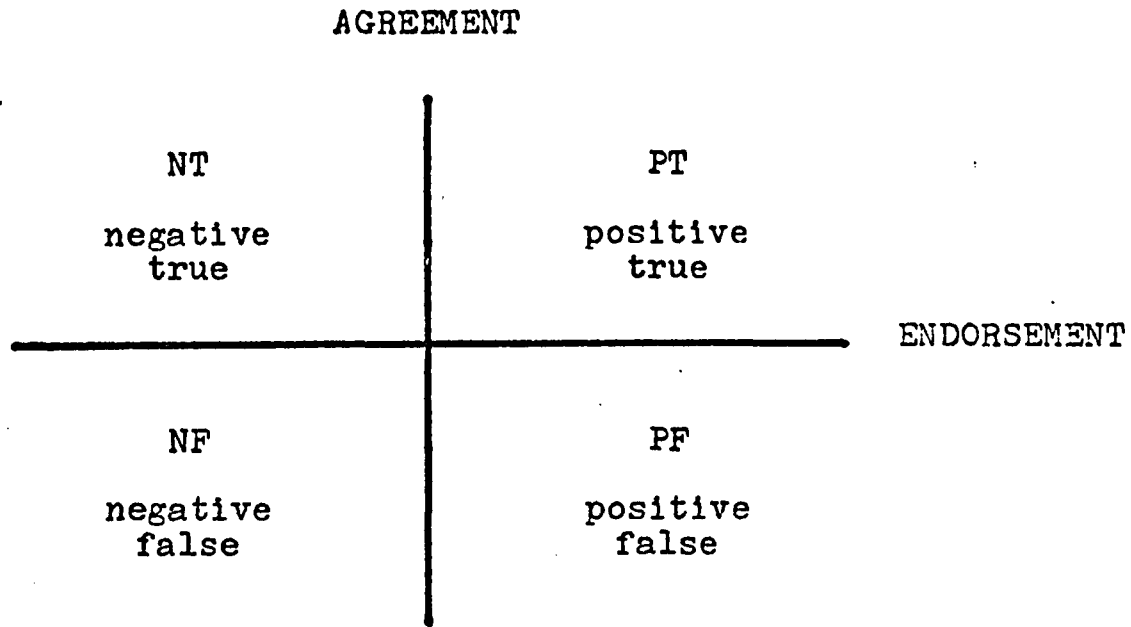 AGREEMENT
NT
PT
negative
true
positive
true
ENDORSEMENT
NF
PF
negative
false
positive
false